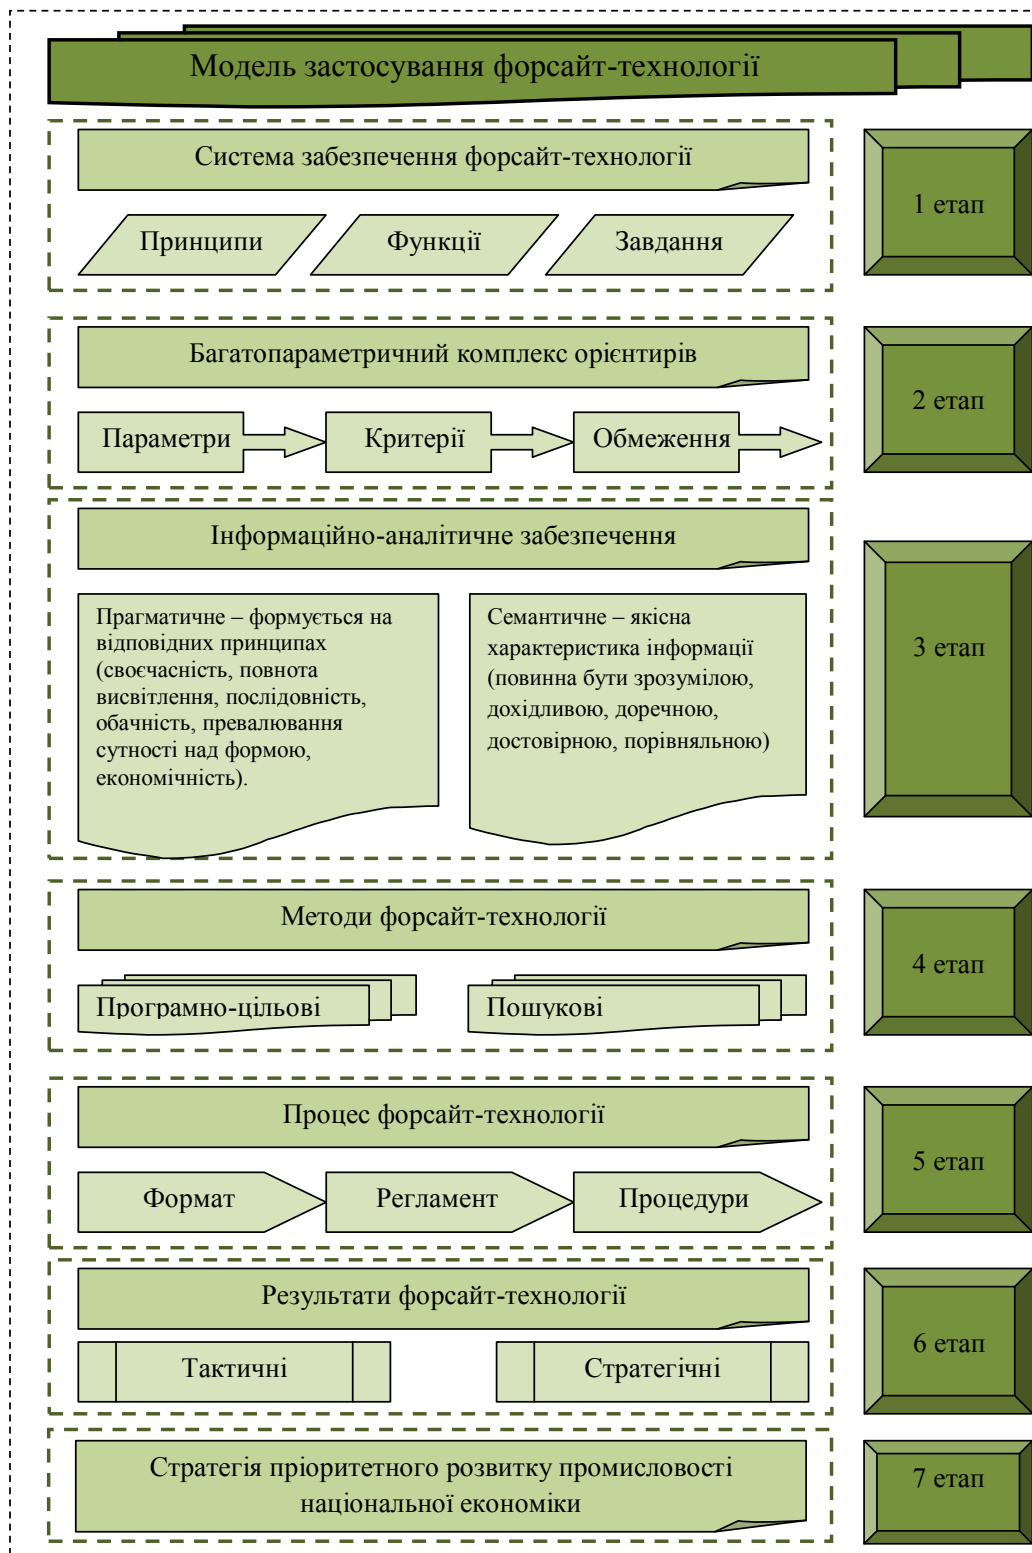 Модель застосування форсайт-технології
Система забезпечення форсайт-технології
1 етап
Принципи
Функції
Завдання
Багатопараметричний комплекс орієнтирів
2 етап
Параметри
Критерії
Обмеження
Інформаційно-аналітичне забезпечення
3 етап
Прагматичне – формується на
відповідних принципах
(своєчасність, повнота
висвітлення, послідовність,
обачність, превалювання
сутності над формою,
економічність).
Семантичне – якісна
характеристика інформації
(повинна бути зрозумілою,
дохідливою, доречною,
достовірною, порівняльною)
Методи форсайт-технології
4 етап
Програмно-цільові
Пошукові
Процес форсайт-технології
5 етап
Формат
Регламент
Процедури
Результати форсайт-технології
6 етап
Тактичні
Стратегічні
Стратегія пріоритетного розвитку промисловості
національної економіки
7 етап